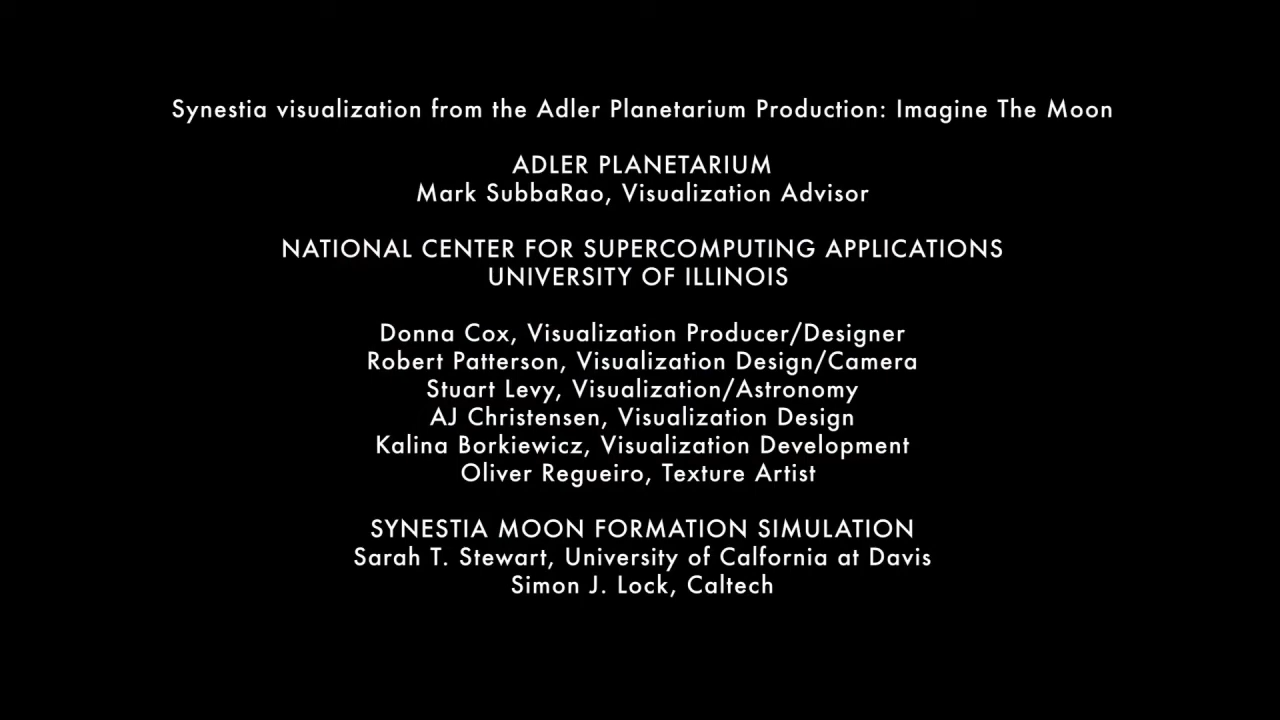 Synestia visualization from the Adler Planetarium Production: Imagine The Moon
ADLER PLANETARIUM
Mark SubbaRao, Visualization Advisor
NATIONAL CENTER FOR SUPERCOMPUTING APPLICATIONS
UNIVERSITY OF ILLINOIS
Donna Cox, Visualization Producer/Designer
Robert Patterson, Visualization Design/Camera
Stuart Levy, Visualization/Astronomy
AJ Christensen, Visualization Design
Kalina Borkiewicz, Visualization Development
Oliver Regueiro, Texture Artist
SYNESTIA MOON FORMATION SIMULATION
Sarah T. Stewart, University of Calfornia at Davis
Simon J. Lock, Caltech